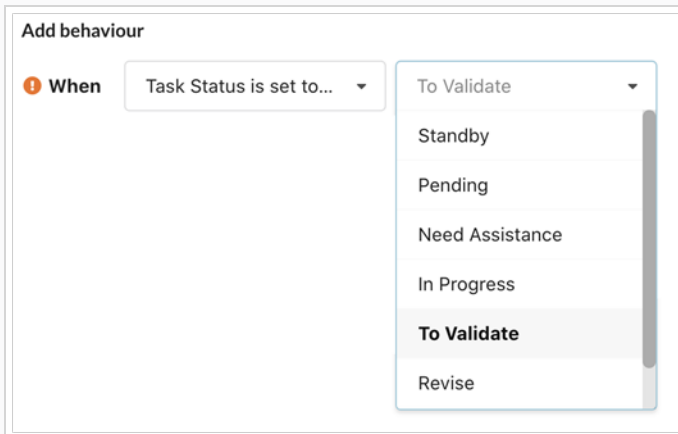 Add behaviour
When Task Status is set to... To Validate
Standby
Pending
Need Assistance
In Progress
To Validate
Revise